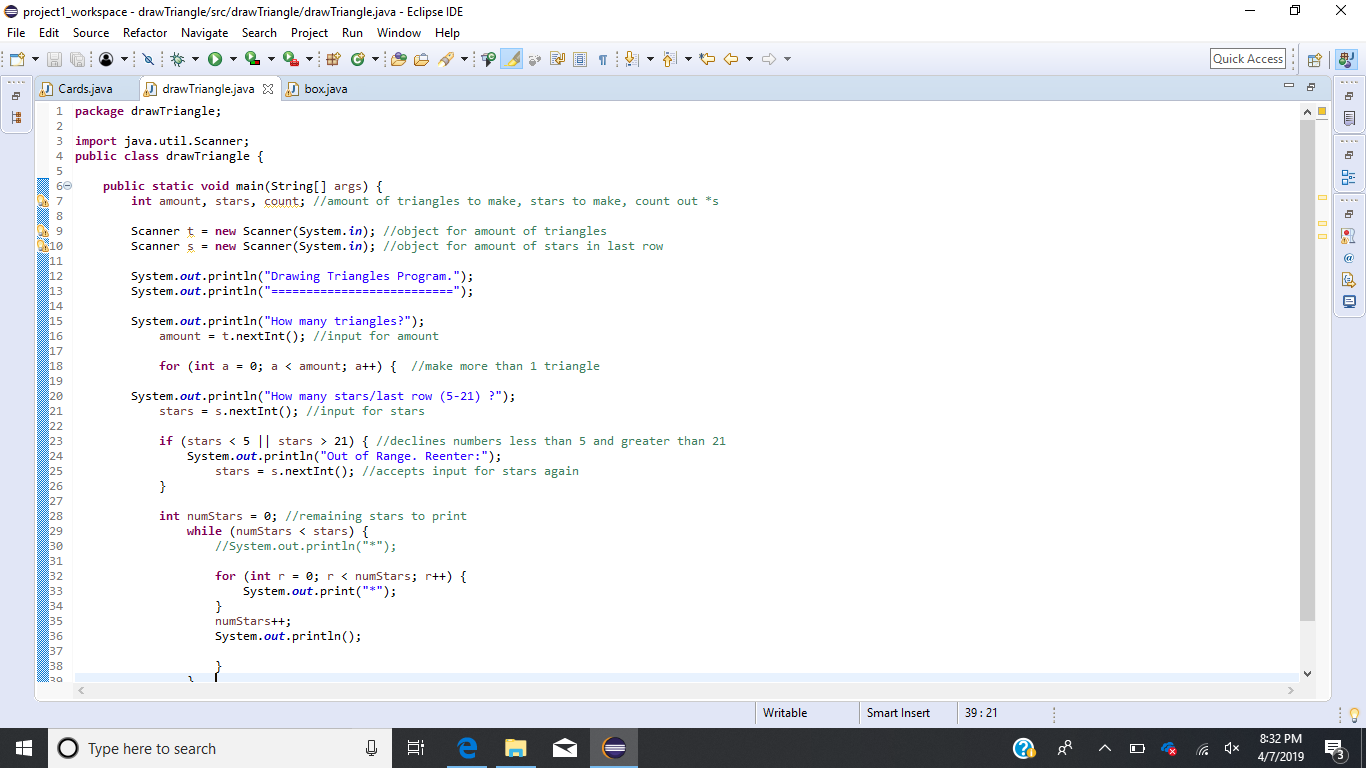 project1_workspace - drawTriangle/src/drawTriangle/drawTriangle.java - Eclipse IDE
File Edit Source Refactor Navigate Search Project Run Window Help
Quick Access
Cards.java drawTriangle.java box.java
1 package drawTriangle;
2
3 import java.util.Scanner;
4 public class drawTriangle {
5
6 public static void main(String[] args) {
7 int amount, stars, count; //amount of triangles to make, stars to make, count out *s
8
9 Scanner t = new Scanner(System.in); //object for amount of triangles
10 Scanner s = new Scanner(System.in); //object for amount of stars in last row
11
12 System.out.println("Drawing Triangles Program.");
13 System.out.println("==========================");
14
15 System.out.println("How many triangles?");
16 amount = t.nextInt(); //input for amount
17
18 for (int a = 0; a < amount; a++) { //make more than 1 triangle
19
20 System.out.println("How many stars/last row (5-21) ?");
21 stars = s.nextInt(); //input for stars
22
23 if (stars < 5 || stars > 21) { //declines numbers less than 5 and greater than 21
24 System.out.println("Out of Range. Reenter:");
25 stars = s.nextInt(); //accepts input for stars again
26 }
27
28 int numStars = 0; //remaining stars to print
29 while (numStars < stars) {
30 //System.out.println("*");
31
32 for (int r = 0; r < numStars; r++) {
33 System.out.print("*");
34 }
35 numStars++;
36 System.out.println();
37
38 }
39 }
Writable Smart Insert 39 : 21
Type here to search
8:32 PM
4/7/2019
3